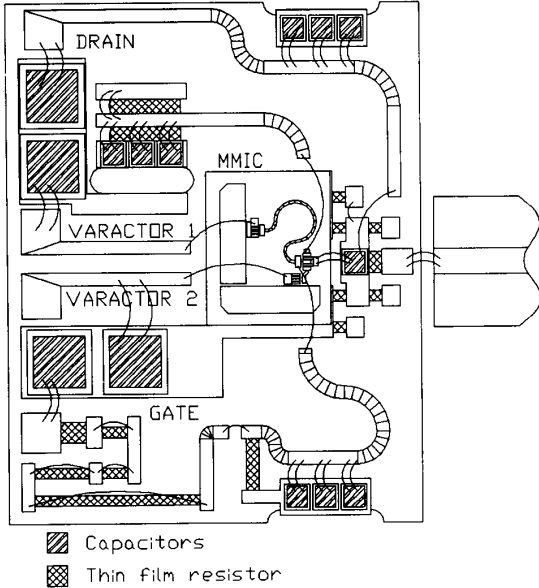 DRAIN
MMIC
VARACTOR 1
VARACTOR 2
GATE
Capacitors
Thin film resistor